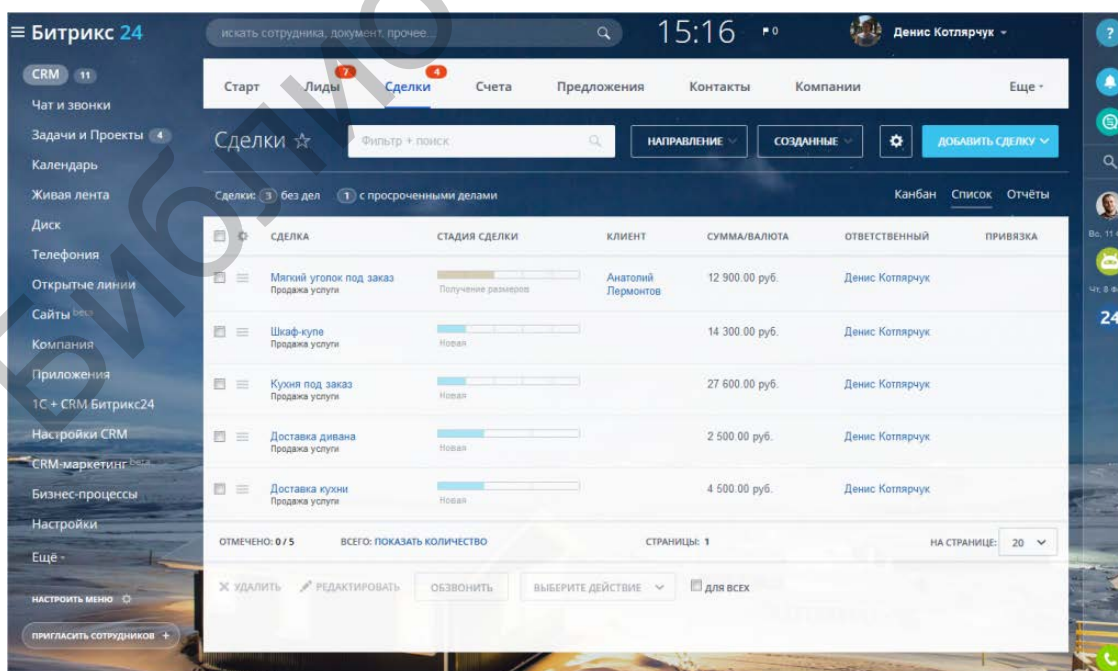 Битрикс 24
искать сотрудника, документ, прочее...
15:16
0
Денис Котлярчук
?
CRM 11
Чат и звонки
Задачи и Проекты 4
Календарь
Живая лента
Диск
Телефония
Открытые линии
Сайты beta
Компания
Приложения
1С + CRM Битрикс24
Настройки CRM
CRM-маркетинг beta
Бизнес-процессы
Настройки
Ещё
НАСТРОИТЬ МЕНЮ
ПРИГЛАСИТЬ СОТРУДНИКОВ +
Старт Лиды 7 Сделки 4 Счета Предложения Контакты Компании Еще
Сделки
Фильтр + поиск
НАПРАВЛЕНИЕ
СОЗДАННЫЕ
ДОБАВИТЬ СДЕЛКУ
Сделки: 3 без дел 1 с просроченными делами
Канбан Список Отчёты
СДЕЛКА СТАДИЯ СДЕЛКИ КЛИЕНТ СУММА/ВАЛЮТА ОТВЕТСТВЕННЫЙ ПРИВЯЗКА
Мягкий уголок под заказ
Продажа услуги
Получение размеров
Анатолий
Лермонтов
12 900.00 руб.
Денис Котлярчук
Шкаф-купе
Продажа услуги
Новая
14 300.00 руб.
Денис Котлярчук
Кухня под заказ
Продажа услуги
Новая
27 600.00 руб.
Денис Котлярчук
Доставка дивана
Продажа услуги
Новая
2 500.00 руб.
Денис Котлярчук
Доставка кухни
Продажа услуги
Новая
4 500.00 руб.
Денис Котлярчук
ОТМЕЧЕНО: 0 / 5 ВСЕГО: ПОКАЗАТЬ КОЛИЧЕСТВО СТРАНИЦЫ: 1 НА СТРАНИЦЕ: 20
УДАЛИТЬ РЕДАКТИРОВАТЬ ОБЗВОНИТЬ ВЫБЕРИТЕ ДЕЙСТВИЕ ДЛЯ ВСЕХ
Вс, 11
Чт, 8
24
Библио